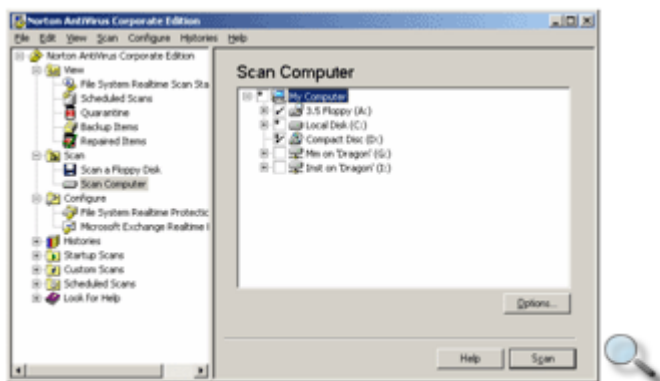 Norton AntiVirus Corporate Edition
File Edit View Scan Configure Histories Help
Norton AntiVirus Corporate Edition
View
File System Realtime Scan Sta
Scheduled Scans
Quarantine
Backup Items
Repaired Items
Scan
Scan a Floppy Disk
Scan Computer
Configure
File System Realtime Protectic
Microsoft Exchange Realtime
Histories
Startup Scans
Custom Scans
Scheduled Scans
Look for Help
Scan Computer
My Computer
3.5 Floppy (A:)
Local Disk (C:)
Compact Disc (D:)
on 'Dragon' (G:)
Inst on 'Dragon' (I:)
Options...
Help
Scan